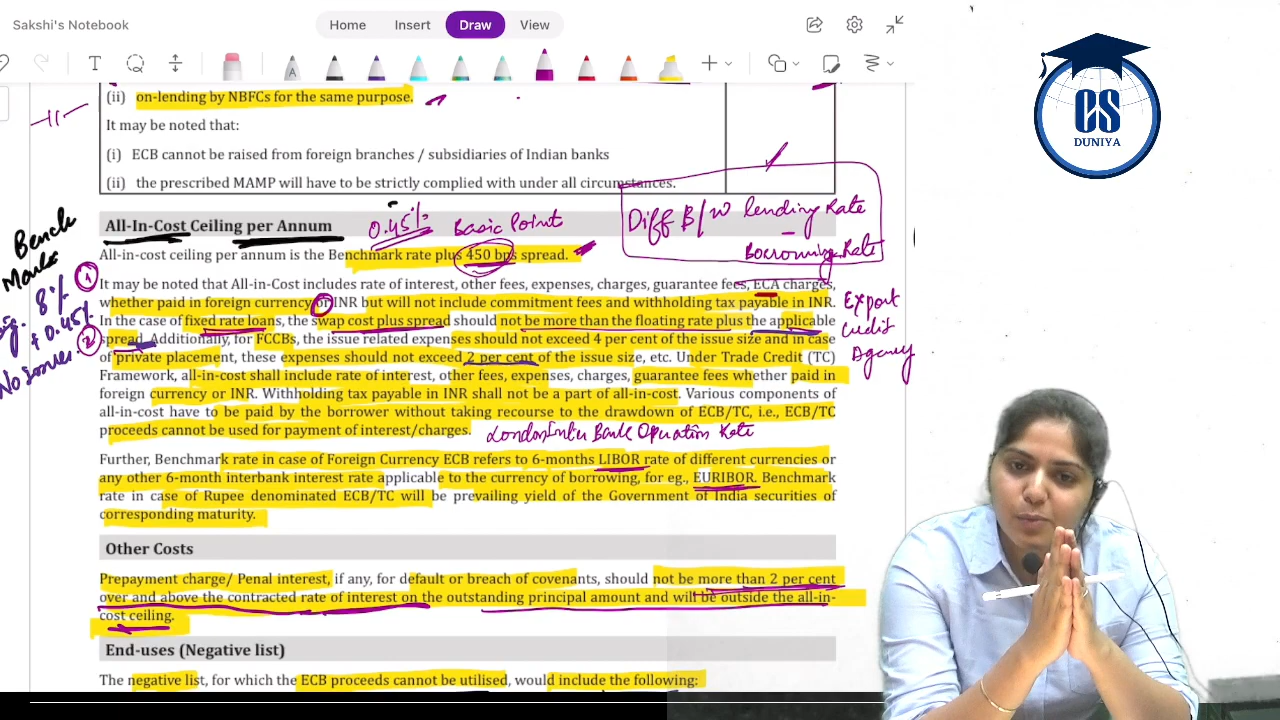 Sakshi's Notebook
Home Insert Draw View
(ii) on-lending by NBFCs for the same purpose.
It may be noted that:
(i) ECB cannot be raised from foreign branches / subsidiaries of Indian banks
(ii) the prescribed MAMP will have to be strictly complied with under all circumstances.
Diff B/w lending Rate
Borrowing Rate
0.45% Basic Point
All-In-Cost Ceiling per Annum
All-in-cost ceiling per annum is the Benchmark rate plus 450 bps spread.
Bench
Mark
8%
+ 0.45%
1
2
It may be noted that All-in-Cost includes rate of interest, other fees, expenses, charges, guarantee fees, ECA charges,
whether paid in foreign currency or INR but will not include commitment fees and withholding tax payable in INR.
In the case of fixed rate loans, the swap cost plus spread should not be more than the floating rate plus the applicable
spread. Additionally, for FCCBs, the issue related expenses should not exceed 4 per cent of the issue size and in case
of private placement, these expenses should not exceed 2 per cent of the issue size, etc. Under Trade Credit (TC)
Framework, all-in-cost shall include rate of interest, other fees, expenses, charges, guarantee fees whether paid in
foreign currency or INR. Withholding tax payable in INR shall not be a part of all-in-cost. Various components of
all-in-cost have to be paid by the borrower without taking recourse to the drawdown of ECB/TC, i.e., ECB/TC
proceeds cannot be used for payment of interest/charges.
Export
Credit
Agency
London Inter Bank Operation Rate
Further, Benchmark rate in case of Foreign Currency ECB refers to 6-months LIBOR rate of different currencies or
any other 6-month interbank interest rate applicable to the currency of borrowing, for eg., EURIBOR. Benchmark
rate in case of Rupee denominated ECB/TC will be prevailing yield of the Government of India securities of
corresponding maturity.
Other Costs
Prepayment charge/ Penal interest, if any, for default or breach of covenants, should not be more than 2 per cent
over and above the contracted rate of interest on the outstanding principal amount and will be outside the all-in-
cost ceiling.
End-uses (Negative list)
The negative list, for which the ECB proceeds cannot be utilised, would include the following:
CS
DUNIYA